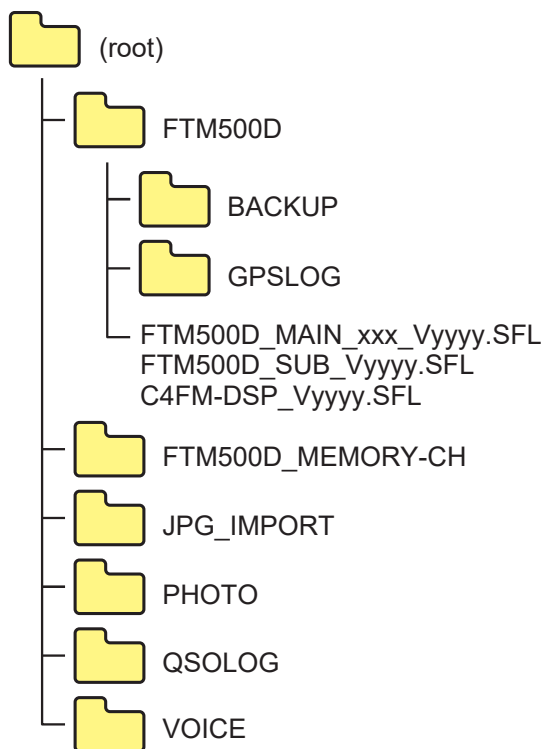 (root)
FTM500D
BACKUP
GPSLOG
FTM500D_MAIN_xxx_Vyyyy.SFL
FTM500D_SUB_Vyyyy.SFL
C4FM-DSP_Vyyyy.SFL
FTM500D_MEMORY-CH
JPG_IMPORT
PHOTO
QSOLOG
VOICE